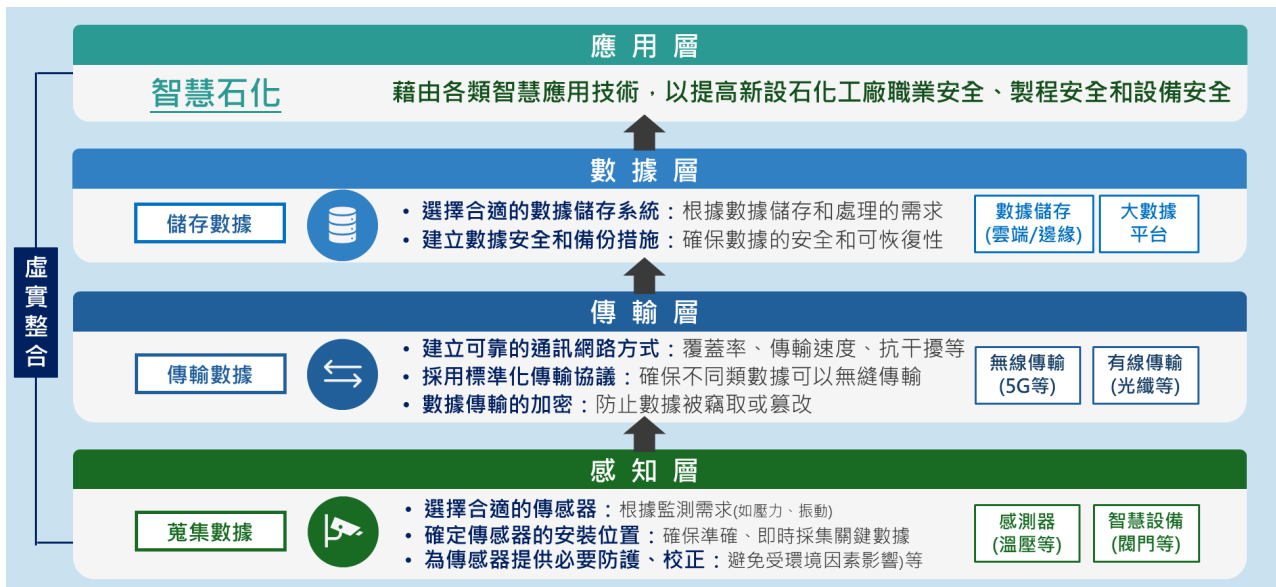 應用層
智慧石化
藉由各類智慧應用技術，以提高新設石化工廠職業安全、製程安全和設備安全
虛實整合
數據層
儲存數據
• 選擇合適的數據儲存系統：根據數據儲存和處理的需求
• 建立數據安全和備份措施：確保數據的安全和可恢復性
數據儲存
(雲端/邊緣)
大數據
平台
傳輸層
傳輸數據
• 建立可靠的通訊網路方式：覆蓋率、傳輸速度、抗干擾等
• 採用標準化傳輸協議：確保不同類數據可以無縫傳輸
• 數據傳輸的加密：防止數據被竊取或篡改
無線傳輸
(5G等)
有線傳輸
(光纖等)
感知層
蒐集數據
• 選擇合適的傳感器：根據監測需求(如壓力、振動)
• 確定傳感器的安裝位置：確保準確、即時採集關鍵數據
• 為傳感器提供必要防護、校正：避免受環境因素影響)等
感測器
(溫壓等)
智慧設備
(閥門等)